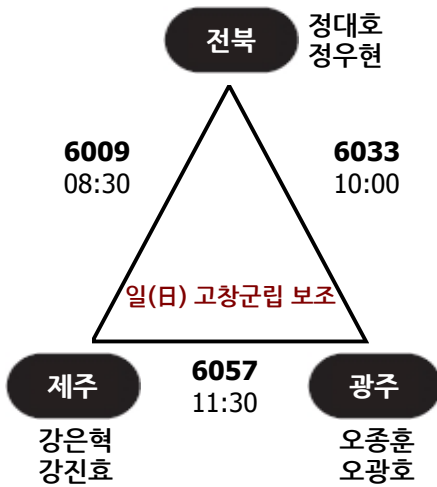 전북
정대호
정우현
6009
08:30
6033
10:00
일(日) 고창군립 보조
제주
6057
11:30
광주
강은혁
강진효
오종훈
오광호